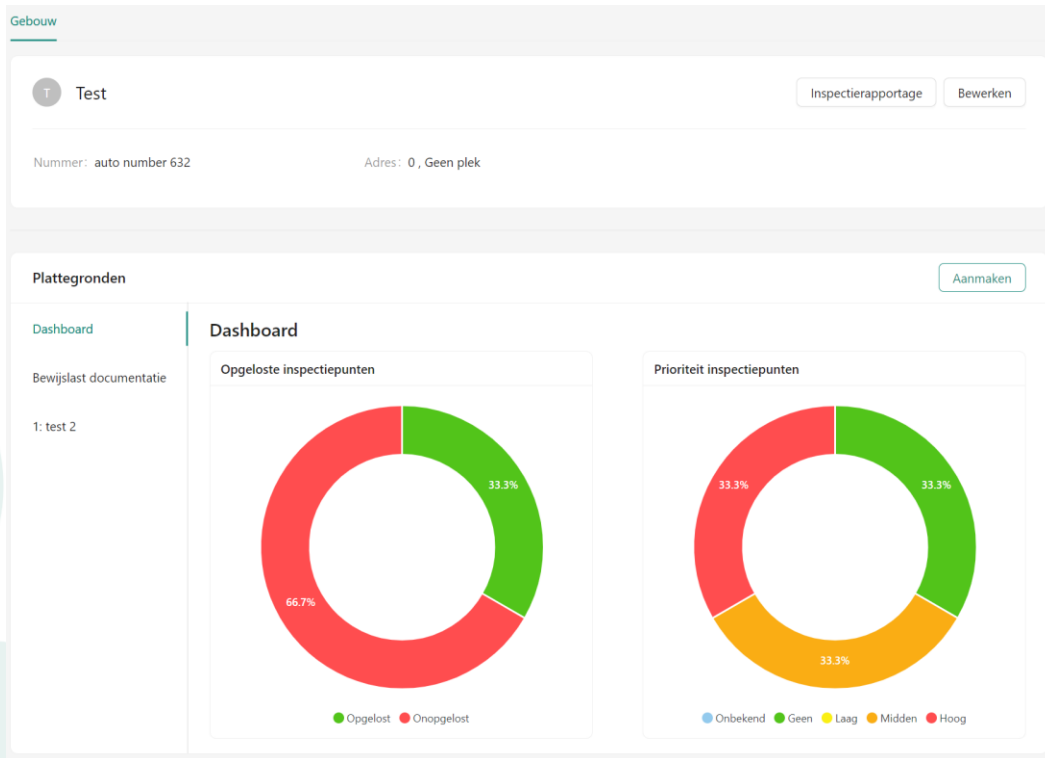 Gebouw
T Test Inspectierapportage Bewerken
Nummer: auto number 632 Adres: 0 , Geen plek
Plattegronden Aanmaken
Dashboard
Bewijslast documentatie
1: test 2
Dashboard
Opgeloste inspectiepunten
33.3%
66.7%
Opgelost Onopgelost
Prioriteit inspectiepunten
33.3% 33.3%
33.3%
Onbekend Geen Laag Midden Hoog